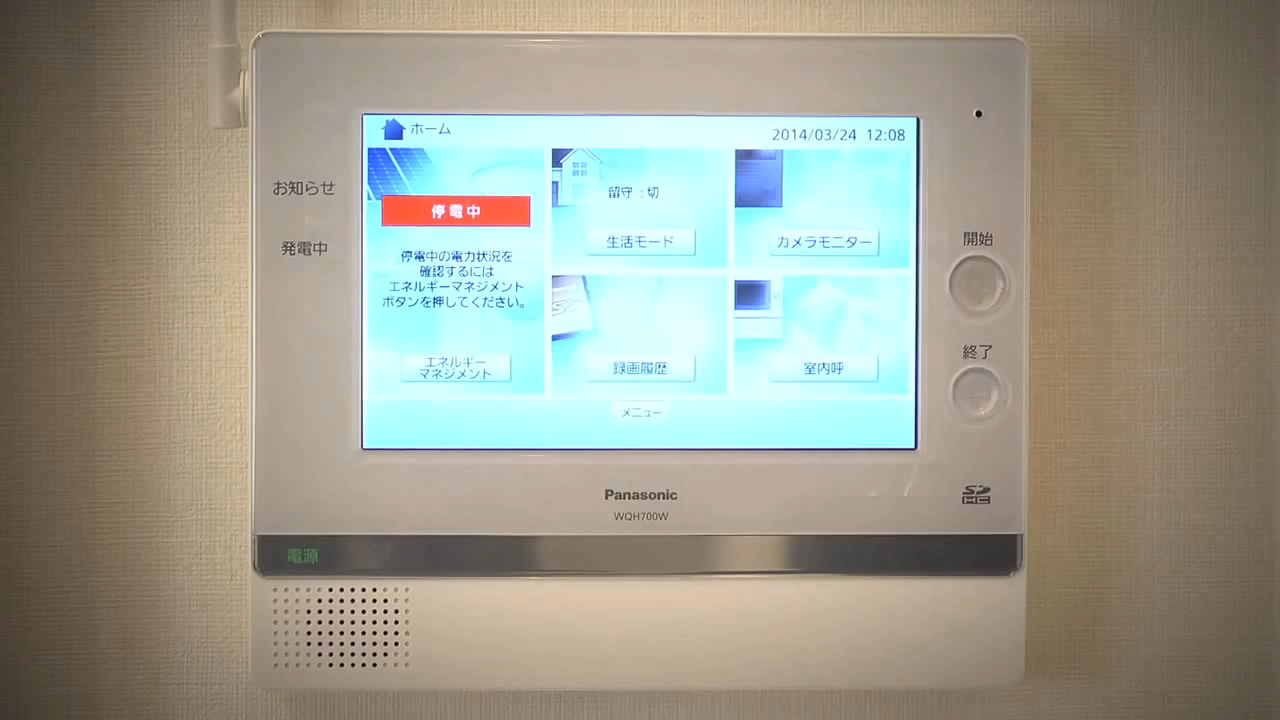 ホーム
2014/03/24 12:08
お知らせ
発電中
停電中
停電中の電力状況を
確認するには
エネルギーマネジメント
ボタンを押してください。
エネルギー
マネジメント
留守 :切
生活モード
カメラモニター
録画履歴
室内呼
メニュー
開始
終了
Panasonic
WQH700W
SD
HC
電源